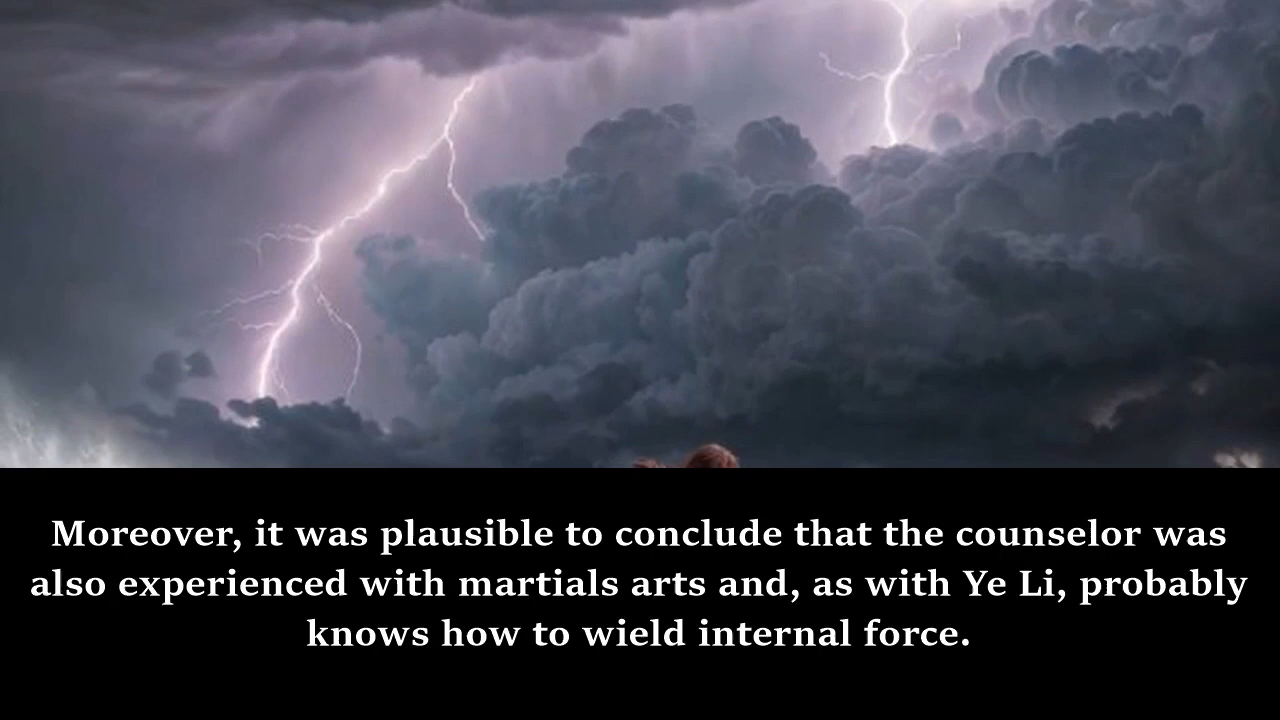 Moreover, it was plausible to conclude that the counselor was
also experienced with martials arts and, as with Ye Li, probably
knows how to wield internal force.